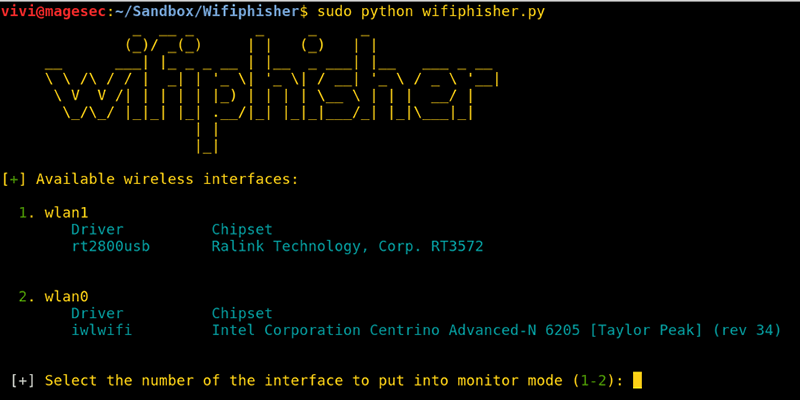 vivi@magesec:~/Sandbox/Wifiphisher$ sudo python wifiphisher.py
wifiphisher
[+] Available wireless interfaces:
1. wlan1
Driver Chipset
rt2800usb Ralink Technology, Corp. RT3572
2. wlan0
Driver Chipset
iwlwifi Intel Corporation Centrino Advanced-N 6205 [Taylor Peak] (rev 34)
[+] Select the number of the interface to put into monitor mode (1-2):